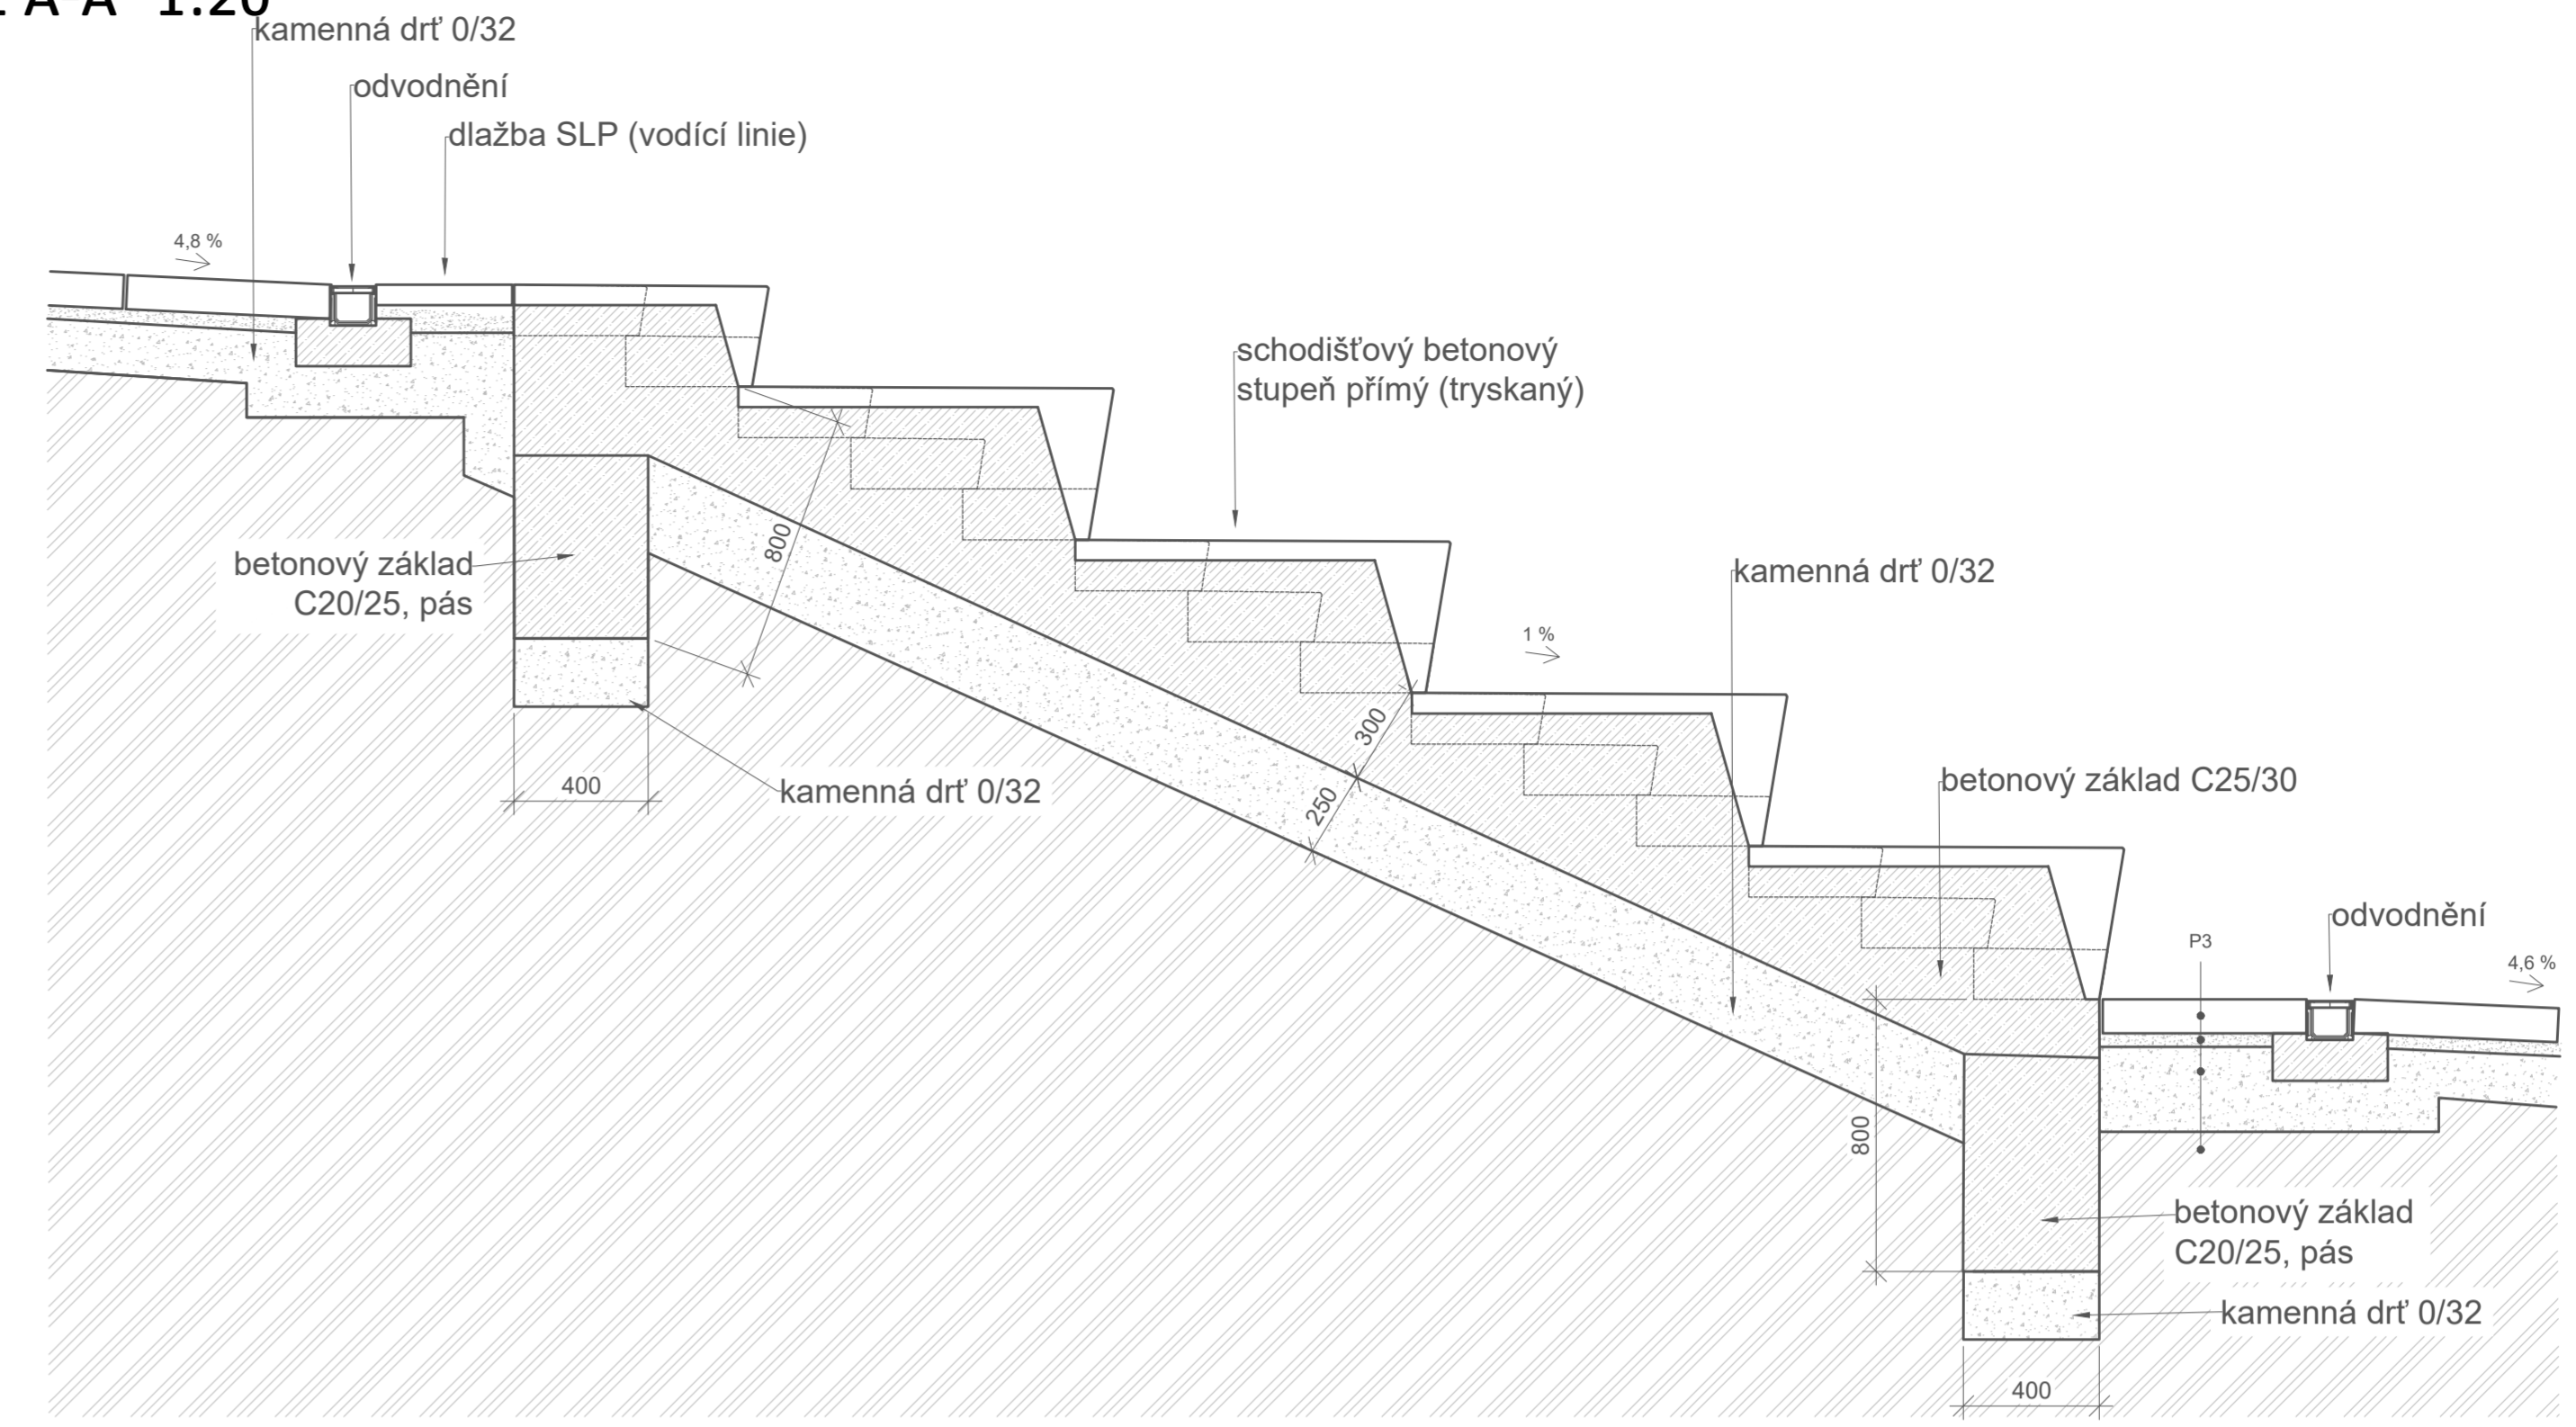 A-A 1:20
kamenná drť 0/32
odvodnění
dlažba SLP (vodící linie)
4,8 %
schodišťový betonový
stupeň přímý (tryskaný)
800
betonový základ
C20/25, pás
kamenná drť 0/32
1 %
300
250
400
kamenná drť 0/32
betonový základ C25/30
odvodnění
P3
4,6 %
800
betonový základ
C20/25, pás
kamenná drť 0/32
400